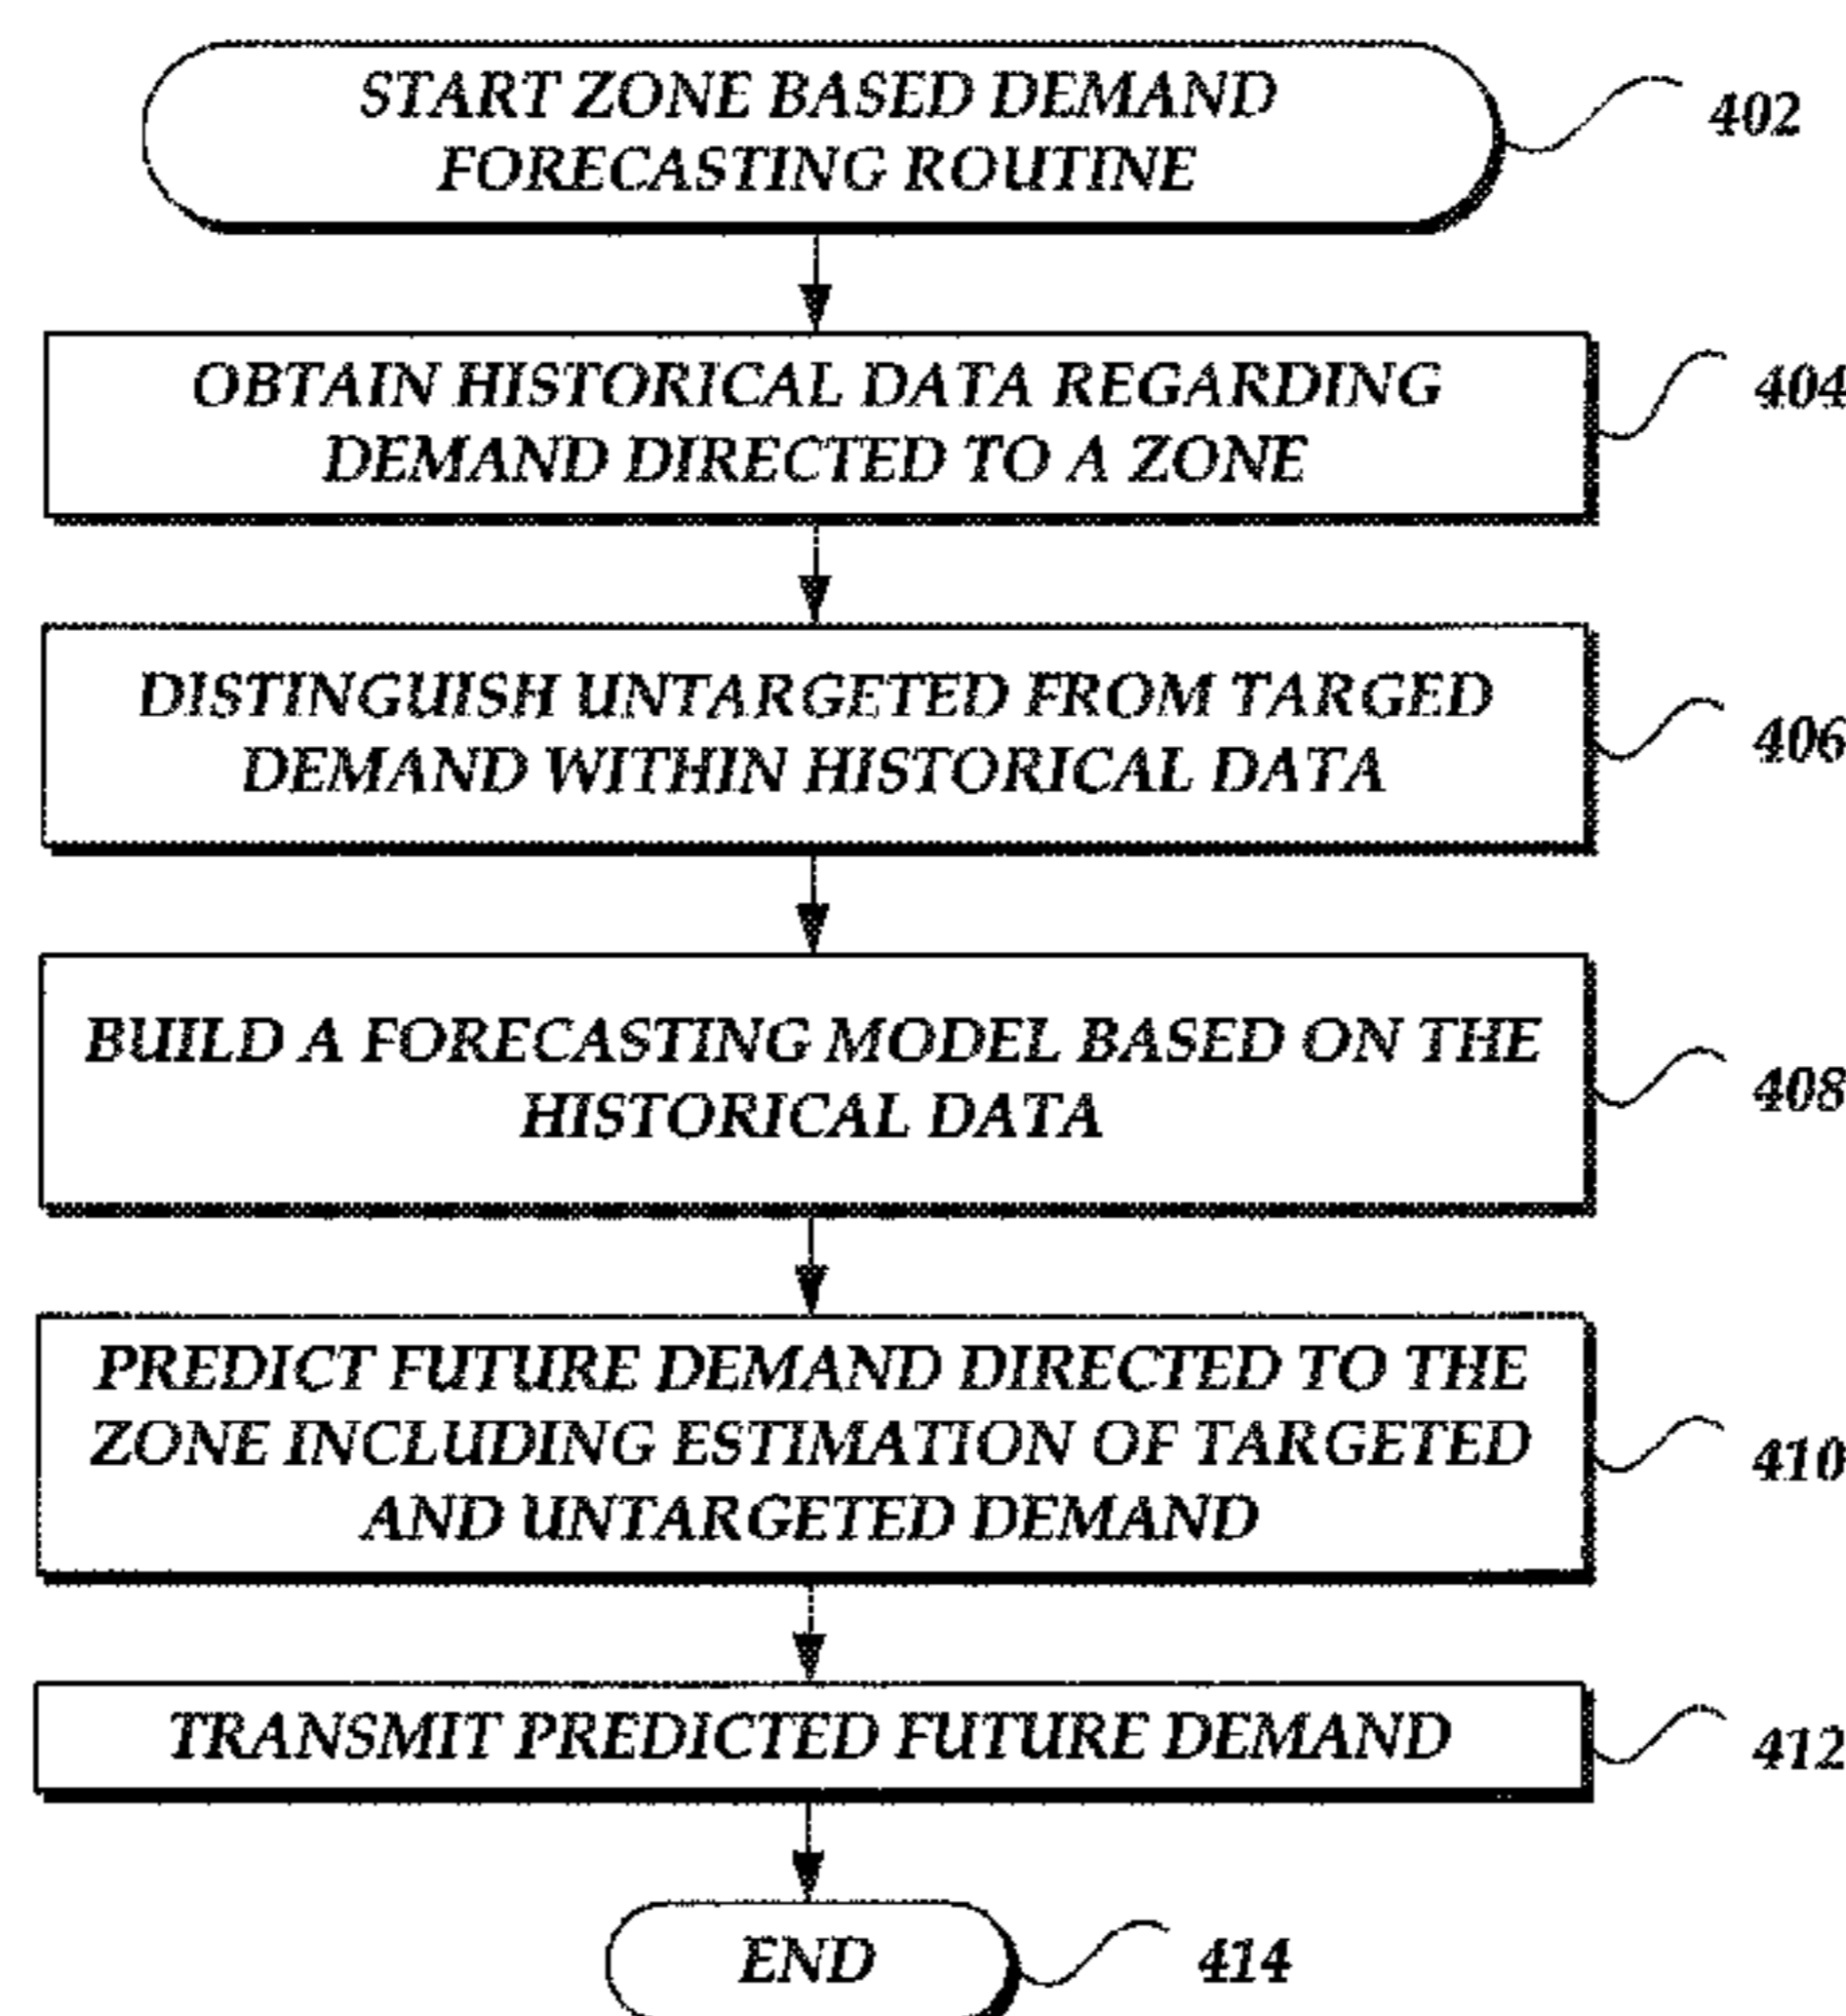 START ZONE BASED DEMAND
FORECASTING ROUTINE
402
OBTAIN HISTORICAL DATA REGARDING
DEMAND DIRECTED TO A ZONE
404
DISTINGUISH UNTARGETED FROM TARGED
DEMAND WITHIN HISTORICAL DATA
406
BUILD A FORECASTING MODEL BASED ON THE
HISTORICAL DATA
408
PREDICT FUTURE DEMAND DIRECTED TO THE
ZONE INCLUDING ESTIMATION OF TARGETED
AND UNTARGETED DEMAND
410
TRANSMIT PREDICTED FUTURE DEMAND
412
END
414